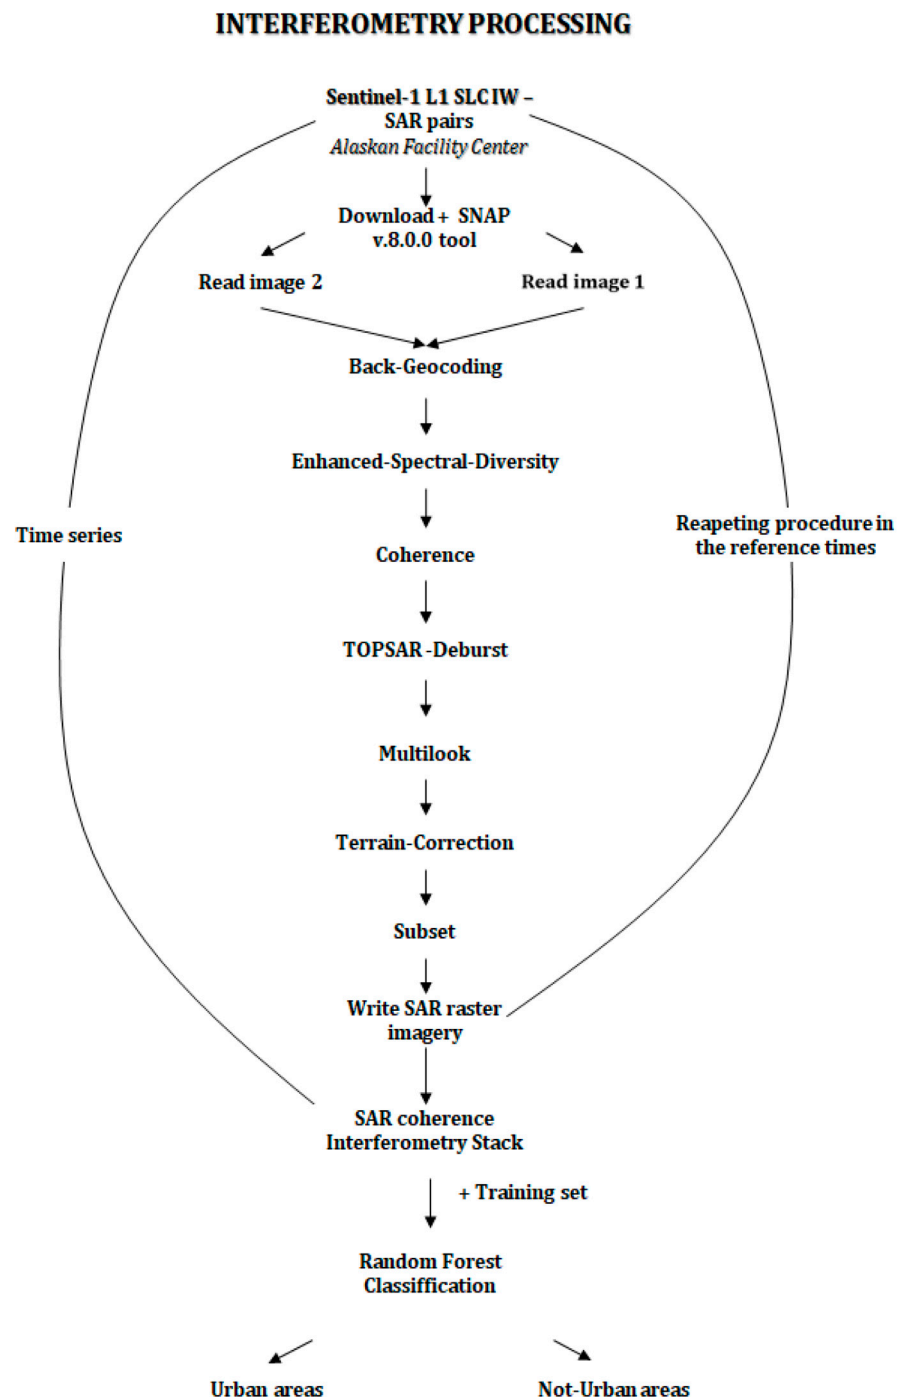 INTERFEROMETRY PROCESSING
Sentinel-1 L1 SLC IW –
SAR pairs
Alaskan Facility Center
Download + SNAP
v.8.0.0 tool
Read image 2
Read image 1
Back-Geocoding
Enhanced-Spectral-Diversity
Time series
Reapeting procedure in
the reference times
Coherence
TOPSAR -Deburst
Multilook
Terrain-Correction
Subset
Write SAR raster
imagery
SAR coherence
Interferometry Stack
+ Training set
Random Forest
Classiffication
Urban areas
Not-Urban areas